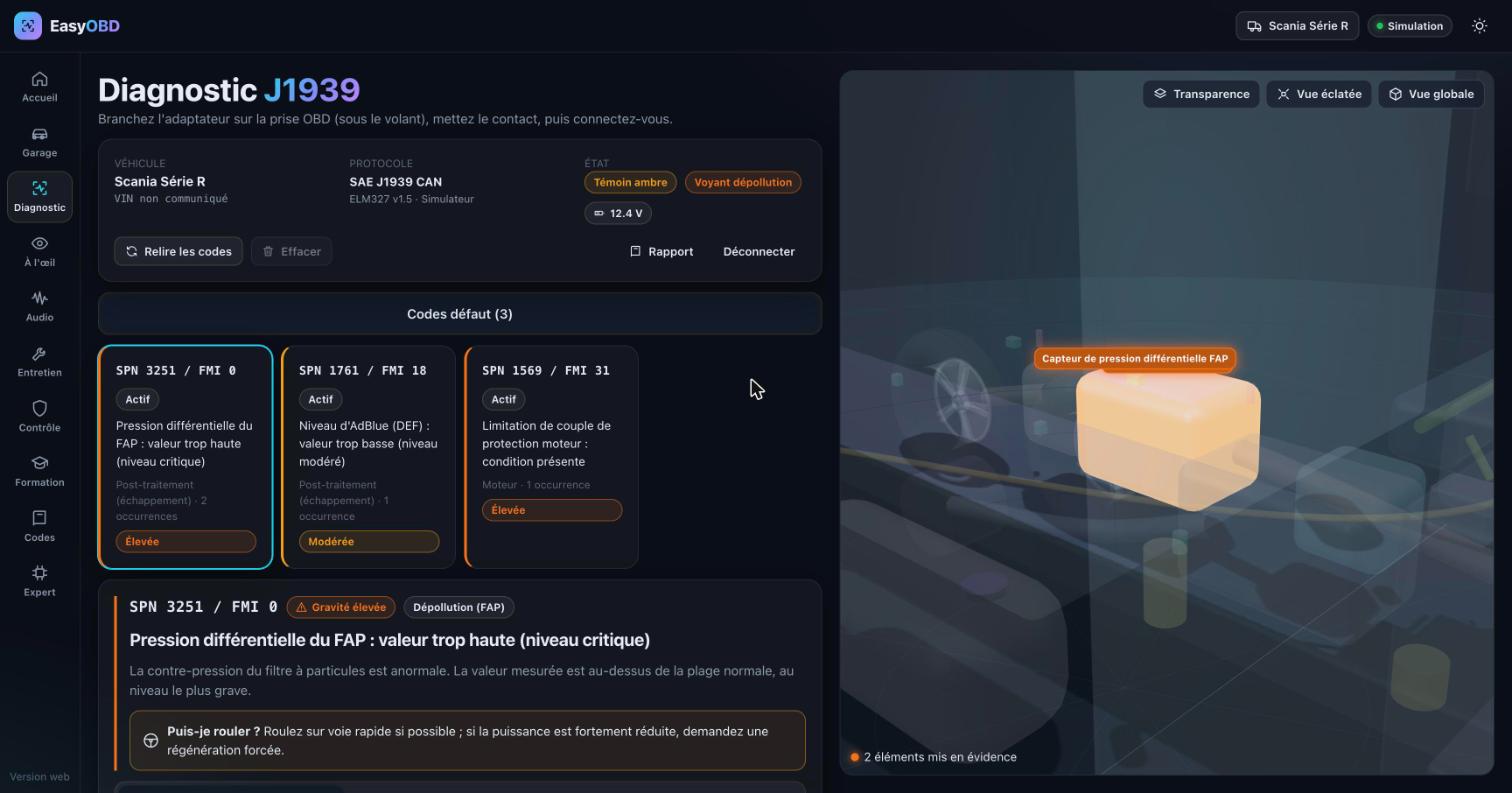 EasyOBD
Scania Série R
Simulation
Accueil
Garage
Diagnostic
À l'œil
Audio
Entretien
Contrôle
Formation
Codes
Expert
Version web
Diagnostic J1939
Branchez l'adaptateur sur la prise OBD (sous le volant), mettez le contact, puis connectez-vous.
VÉHICULE
Scania Série R
VIN non communiqué
PROTOCOLE
SAE J1939 CAN
ELM327 v1.5 · Simulateur
ÉTAT
Témoin ambre
Voyant dépollution
12.4 V
Relire les codes
Effacer
Rapport
Déconnecter
Codes défaut (3)
SPN 3251 / FMI 0
Actif
Pression différentielle du
FAP : valeur trop haute
(niveau critique)
Post-traitement
(échappement) · 2
occurrences
Élevée
SPN 1761 / FMI 18
Actif
Niveau d'AdBlue (DEF) :
valeur trop basse (niveau
modéré)
Post-traitement
(échappement) · 1
occurrence
Modérée
SPN 1569 / FMI 31
Actif
Limitation de couple de
protection moteur :
condition présente
Moteur · 1 occurrence
Élevée
SPN 3251 / FMI 0
Gravité élevée
Dépollution (FAP)
Pression différentielle du FAP : valeur trop haute (niveau critique)
La contre-pression du filtre à particules est anormale. La valeur mesurée est au-dessus de la plage normale, au
niveau le plus grave.
Puis-je rouler ? Roulez sur voie rapide si possible ; si la puissance est fortement réduite, demandez une
régénération forcée.
Transparence
Vue éclatée
Vue globale
Capteur de pression différentielle FAP
2 éléments mis en évidence